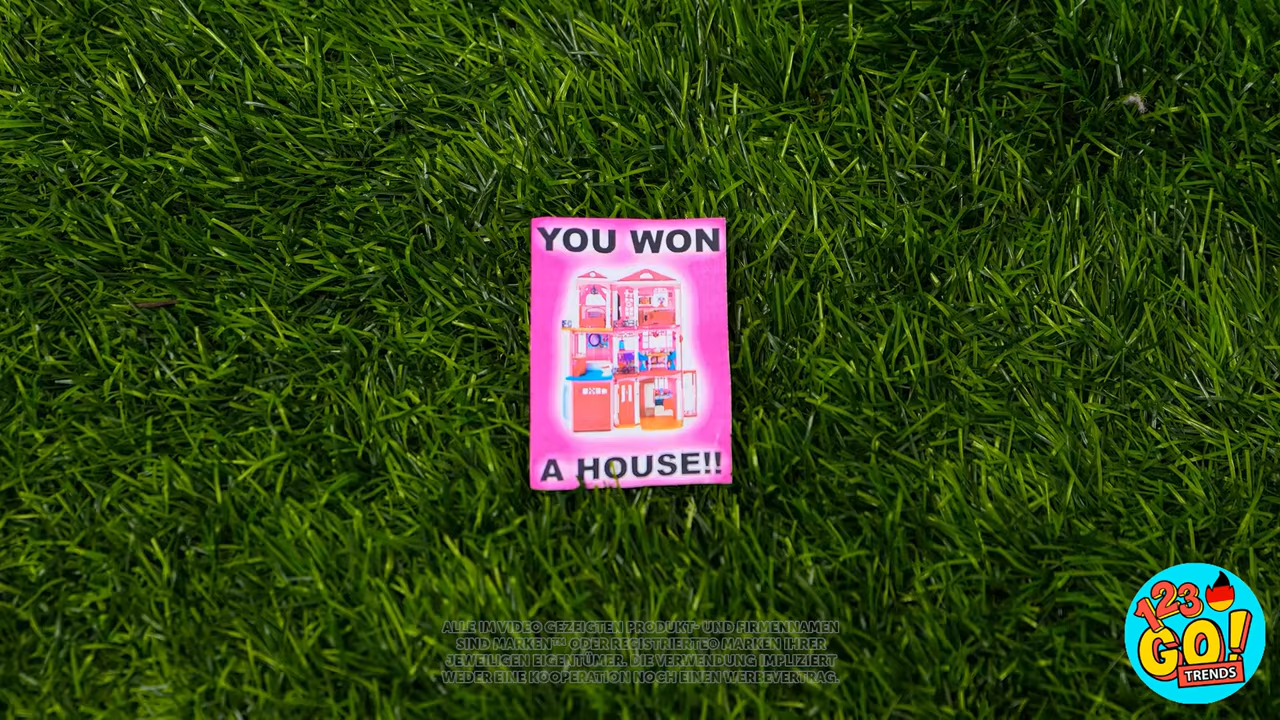 YOU WON
A HOUSE!!
ALLE IM VIDEO GEZEIGTEN PRODUKT- UND FIRMENNAMEN
SIND MARKEN™ ODER REGISTRIERTE® MARKEN IHRER
JEWEILIGEN EIGENTÜMER. DIE VERWENDUNG IMPLIZIERT
WEDER EINE KOOPERATION NOCH EINEN WERBEVERTRAG.
123
GO!
TRENDS